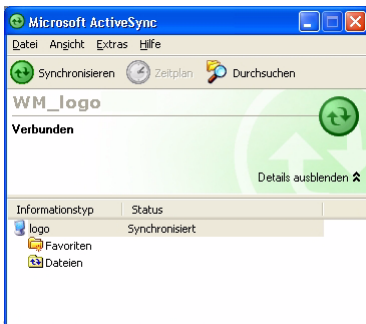 Microsoft ActiveSync
Datei Ansicht Extras Hilfe
Synchronisieren Zeitplan Durchsuchen
WM_logo
Verbunden
Details ausblenden
Informationstyp Status
logo Synchronisiert
Favoriten
Dateien